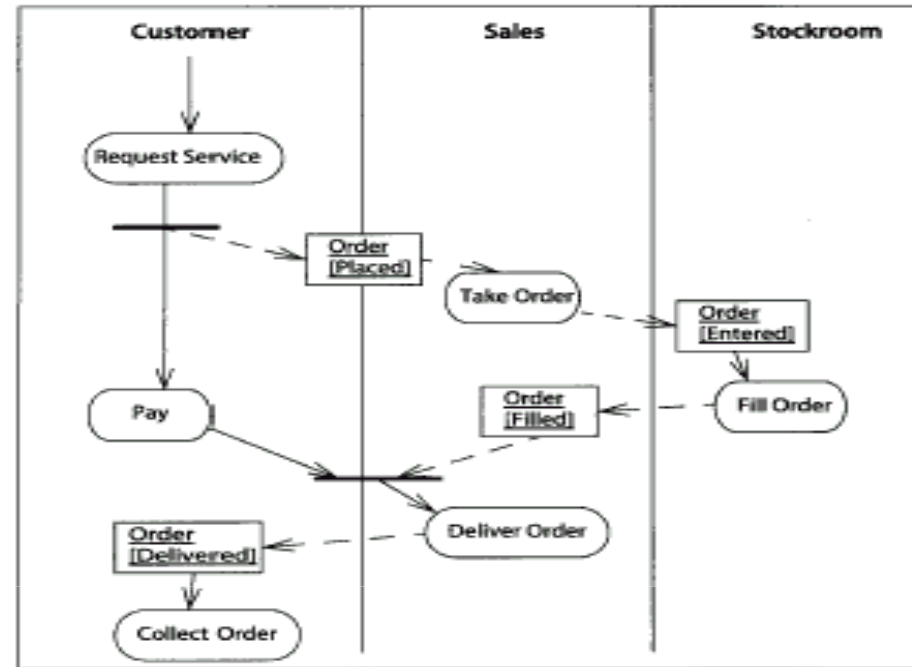 Customer
Sales
Stockroom
Request Service
Order
[Placed]
Take Order
Order
[Entered]
Pay
Order
[Filled]
Fill Order
Order
[Delivered]
Deliver Order
Collect Order